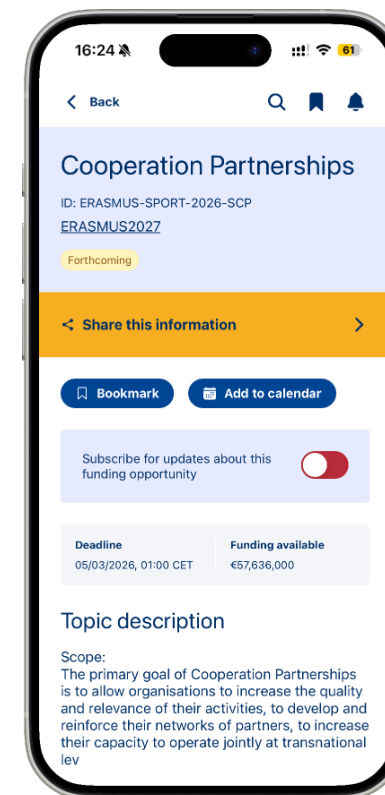 16:24
61
Back
Cooperation Partnerships
ID: ERASMUS-SPORT-2026-SCP
ERASMUS2027
Forthcoming
Share this information
Bookmark
Add to calendar
Subscribe for updates about this
funding opportunity
Deadline
Funding available
05/03/2026, 01:00 CET
€57,636,000
Topic description
Scope:
The primary goal of Cooperation Partnerships
is to allow organisations to increase the quality
and relevance of their activities, to develop and
reinforce their networks of partners, to increase
their capacity to operate jointly at transnational
lev